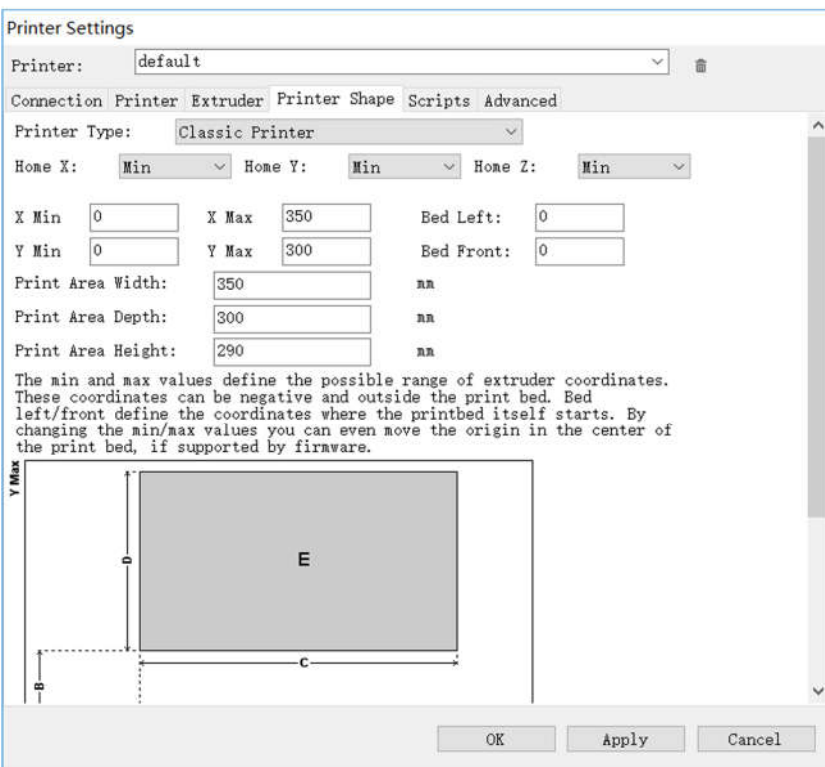 Printer Settings
Printer: default
Connection Printer Extruder Printer Shape Scripts Advanced
Printer Type: Classic Printer
Home X: Min Home Y: Min Home Z: Min
X Min 0 X Max 350 Bed Left: 0
Y Min 0 Y Max 300 Bed Front: 0
Print Area Width: 350 mm
Print Area Depth: 300 mm
Print Area Height: 290 mm
The min and max values define the possible range of extruder coordinates.
These coordinates can be negative and outside the print bed. Bed
left/front define the coordinates where the printbed itself starts. By
changing the min/max values you can even move the origin in the center of
the print bed, if supported by firmware.
Y Max
D
E
C
B
OK Apply Cancel